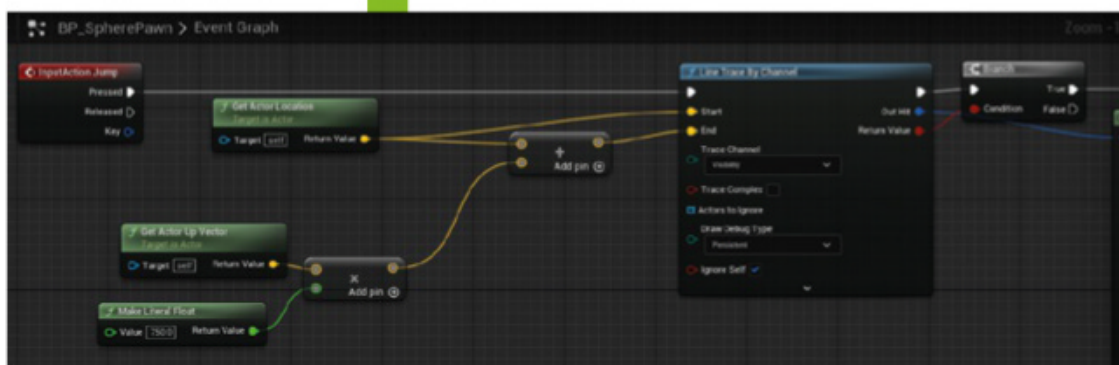 BP_SpherePawn > Event Graph
Zoom
InputAction Jump
Pressed
Released
Key
Get Actor Location
Target is Actor
Target self Return Value
+
Add pin
Line Trace By Channel
Start
Out Hit
End
Return Value
Trace Channel
Visibility
Trace Complex
Actors to Ignore
Draw Debug Type
Persistent
Ignore Self
Branch
True
Condition
False
Get Actor Up Vector
Target is Actor
Target self Return Value
×
Add pin
Make Literal Float
Value Return Value